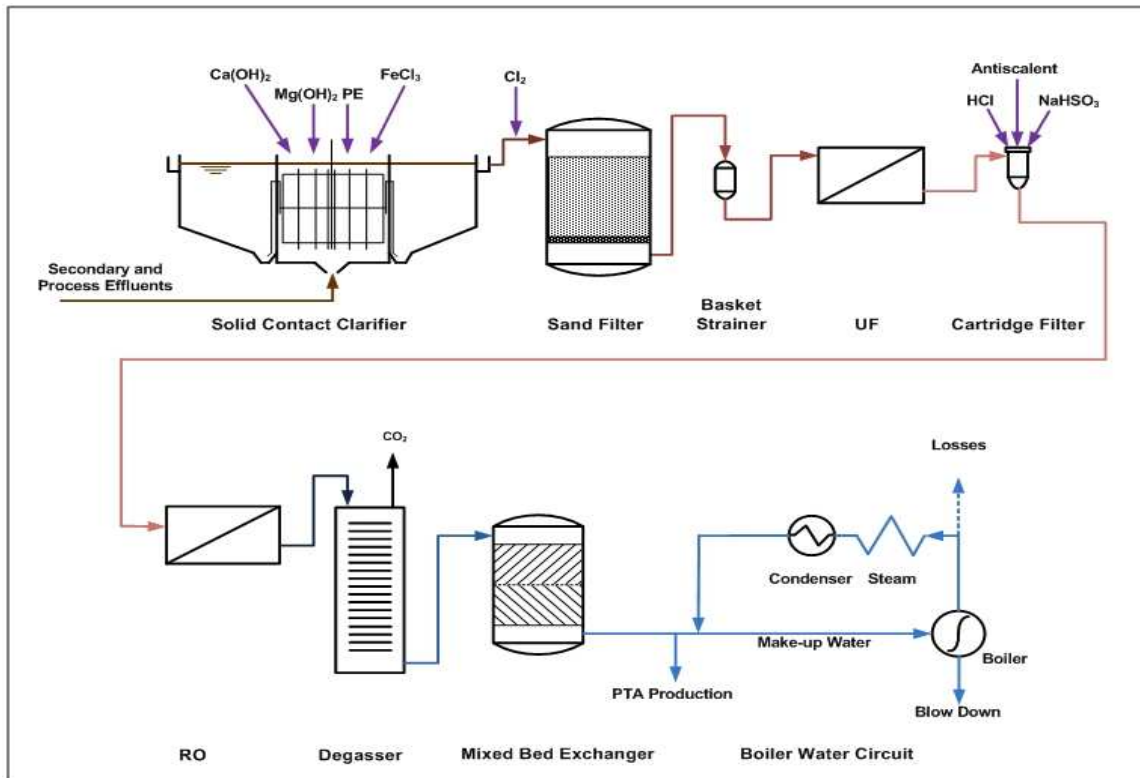 Ca(OH)₂
Mg(OH)₂ PE
FeCl₃
Cl₂
Antiscalent
HCl
NaHSO₃
Secondary and
Process Effluents
Solid Contact Clarifier
Sand Filter
Basket
Strainer
UF
Cartridge Filter
CO₂
Losses
Condenser
Steam
Make-up Water
Boiler
PTA Production
Blow Down
RO
Degasser
Mixed Bed Exchanger
Boiler Water Circuit